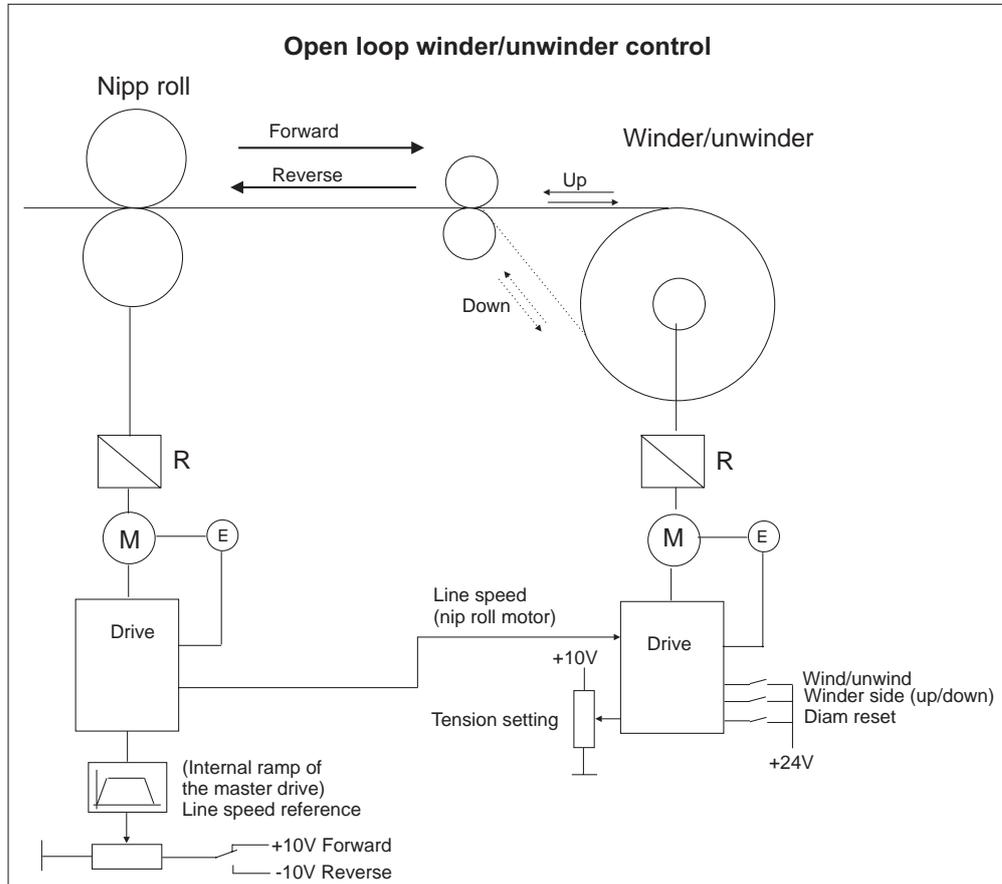 Open loop winder/unwinder control
Nipp roll
Forward
Reverse
Winder/unwinder
Up
Down
R
R
M
E
M
E
Drive
Line speed
(nip roll motor)
Drive
+10V
Tension setting
Wind/unwind
Winder side (up/down)
Diam reset
+24V
(Internal ramp of
the master drive)
Line speed reference
+10V Forward
-10V Reverse